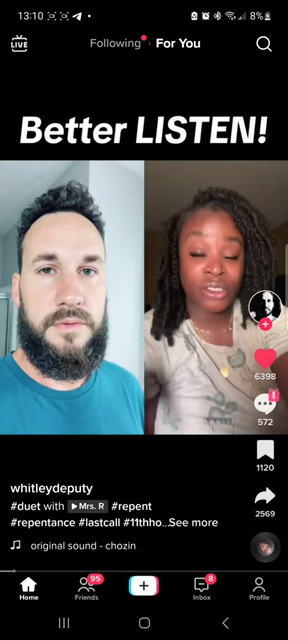 13:10
8%
LIVE
Following
For You
Better LISTEN!
6398
572
1120
2569
whitleydeputy
#duet with ▶Mrs. R #repent
#repentance #lastcall #11thho...See more
original sound - chozin
95
8
Home
Friends
Inbox
Profile